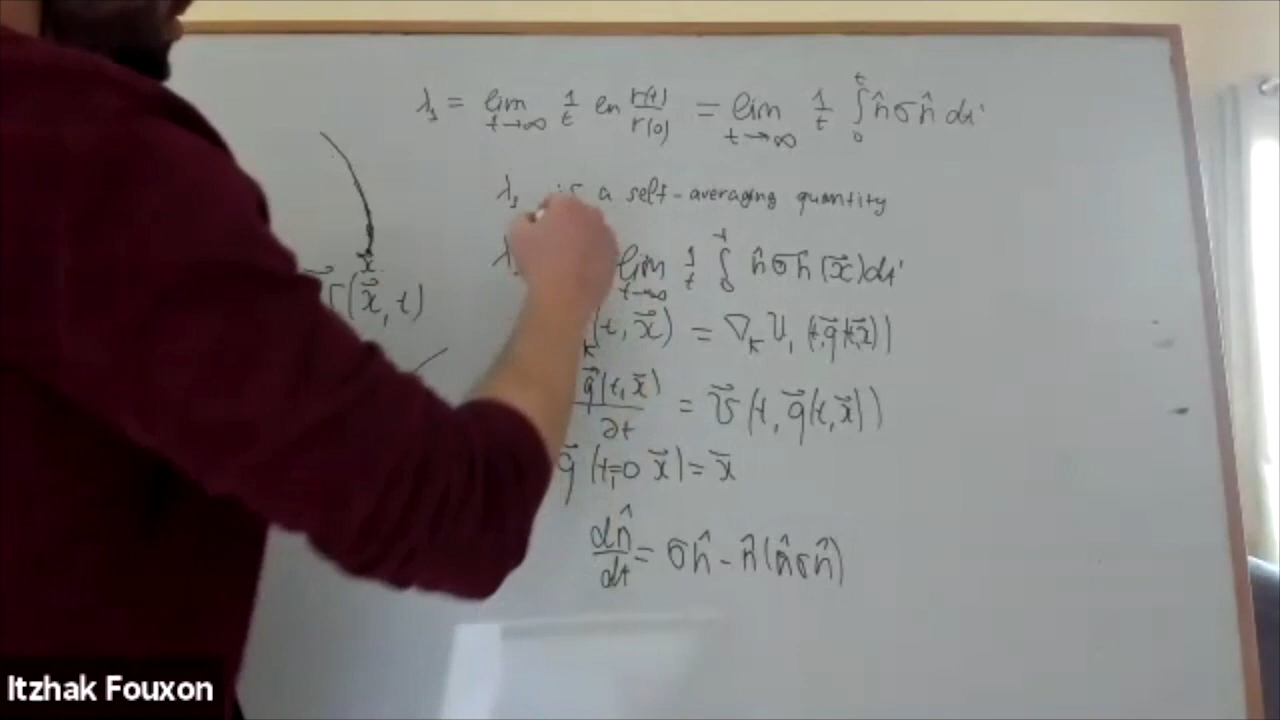 λ₁ = lim_{t→∞} 1/t ln r(t)/r(0) = lim_{t→∞} 1/t ∫₀ᵗ n̂σn̂ dt'
λ₁ is a self-averaging quantity
λ lim_{t→∞} 1/t ∫₀ᵗ n̂σn̂ (x⃗)dt'
v⃗(x⃗,t)
(t,x⃗) = ∇ₖ v (t,q⃗(t,x⃗))
q⃗(t,x⃗)/∂t = v⃗(t,q⃗(t,x⃗))
q⃗(t=0 x⃗) = x⃗
dn̂/dt = σn̂ - n̂(n̂σn̂)
Itzhak Fouxon